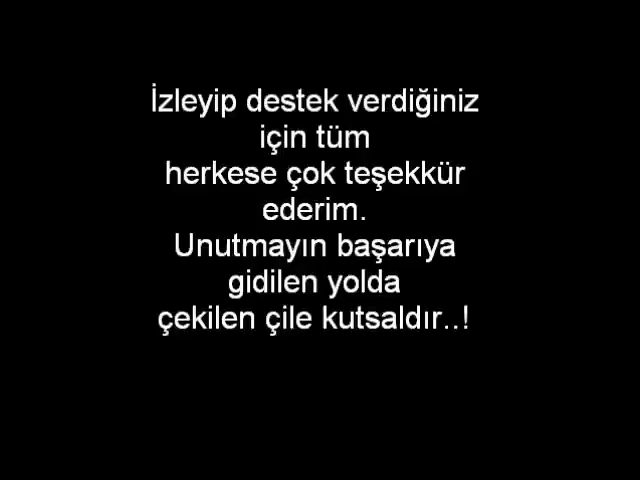 İzleyip destek verdiğiniz
için tüm
herkese çok teşekkür
ederim.
Unutmayın başarıya
gidilen yolda
çekilen çile kutsaldır..!